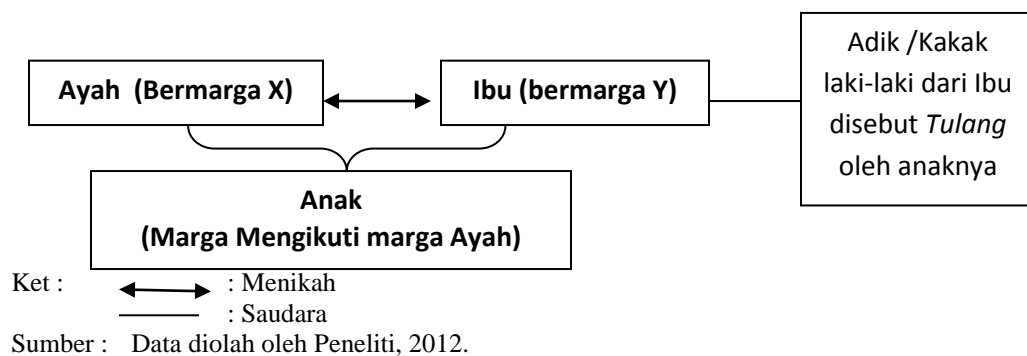 Ayah (Bermarga X)
Ibu (bermarga Y)
Adik /Kakak
laki-laki dari Ibu
disebut Tulang
oleh anaknya
Anak
(Marga Mengikuti marga Ayah)
Ket :
: Menikah
: Saudara
Sumber : Data diolah oleh Peneliti, 2012.